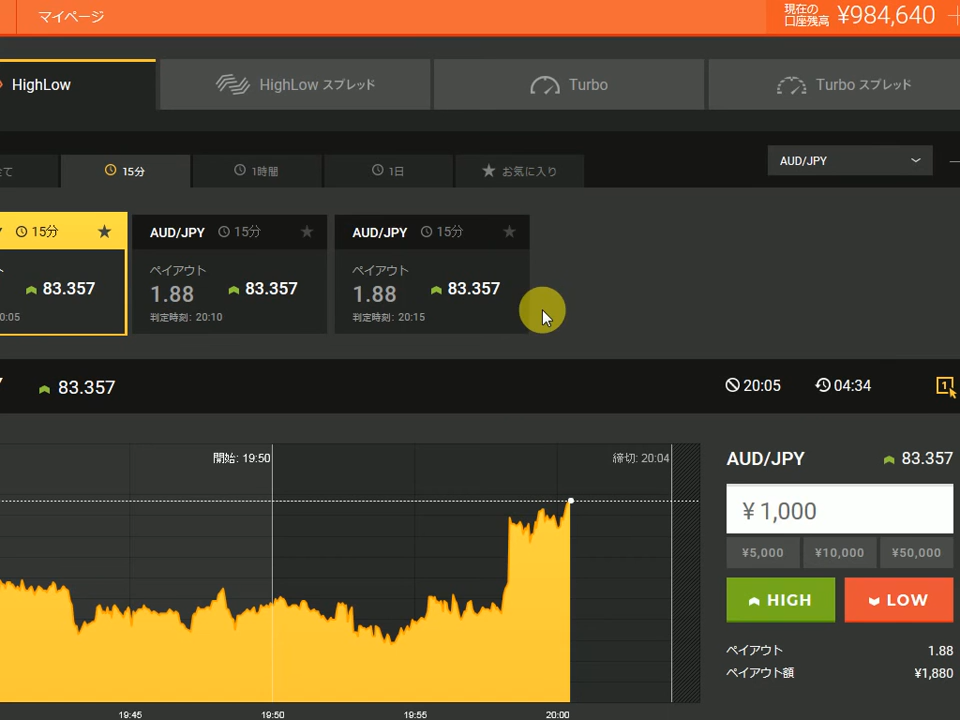 マイページ
現在の
口座残高 ¥984,640
HighLow
HighLow スプレッド
Turbo
Turbo スプレッド
15分
1時間
1日
お気に入り
AUD/JPY
15分
AUD/JPY 15分
AUD/JPY 15分
83.357
ペイアウト
1.88
83.357
ペイアウト
1.88
83.357
判定時刻: 20:10
判定時刻: 20:15
83.357
20:05
04:34
1
開始: 19:50
締切: 20:04
AUD/JPY
83.357
¥ 1,000
¥5,000
¥10,000
¥50,000
HIGH
LOW
ペイアウト 1.88
ペイアウト額 ¥1,880
19:45
19:50
19:55
20:00